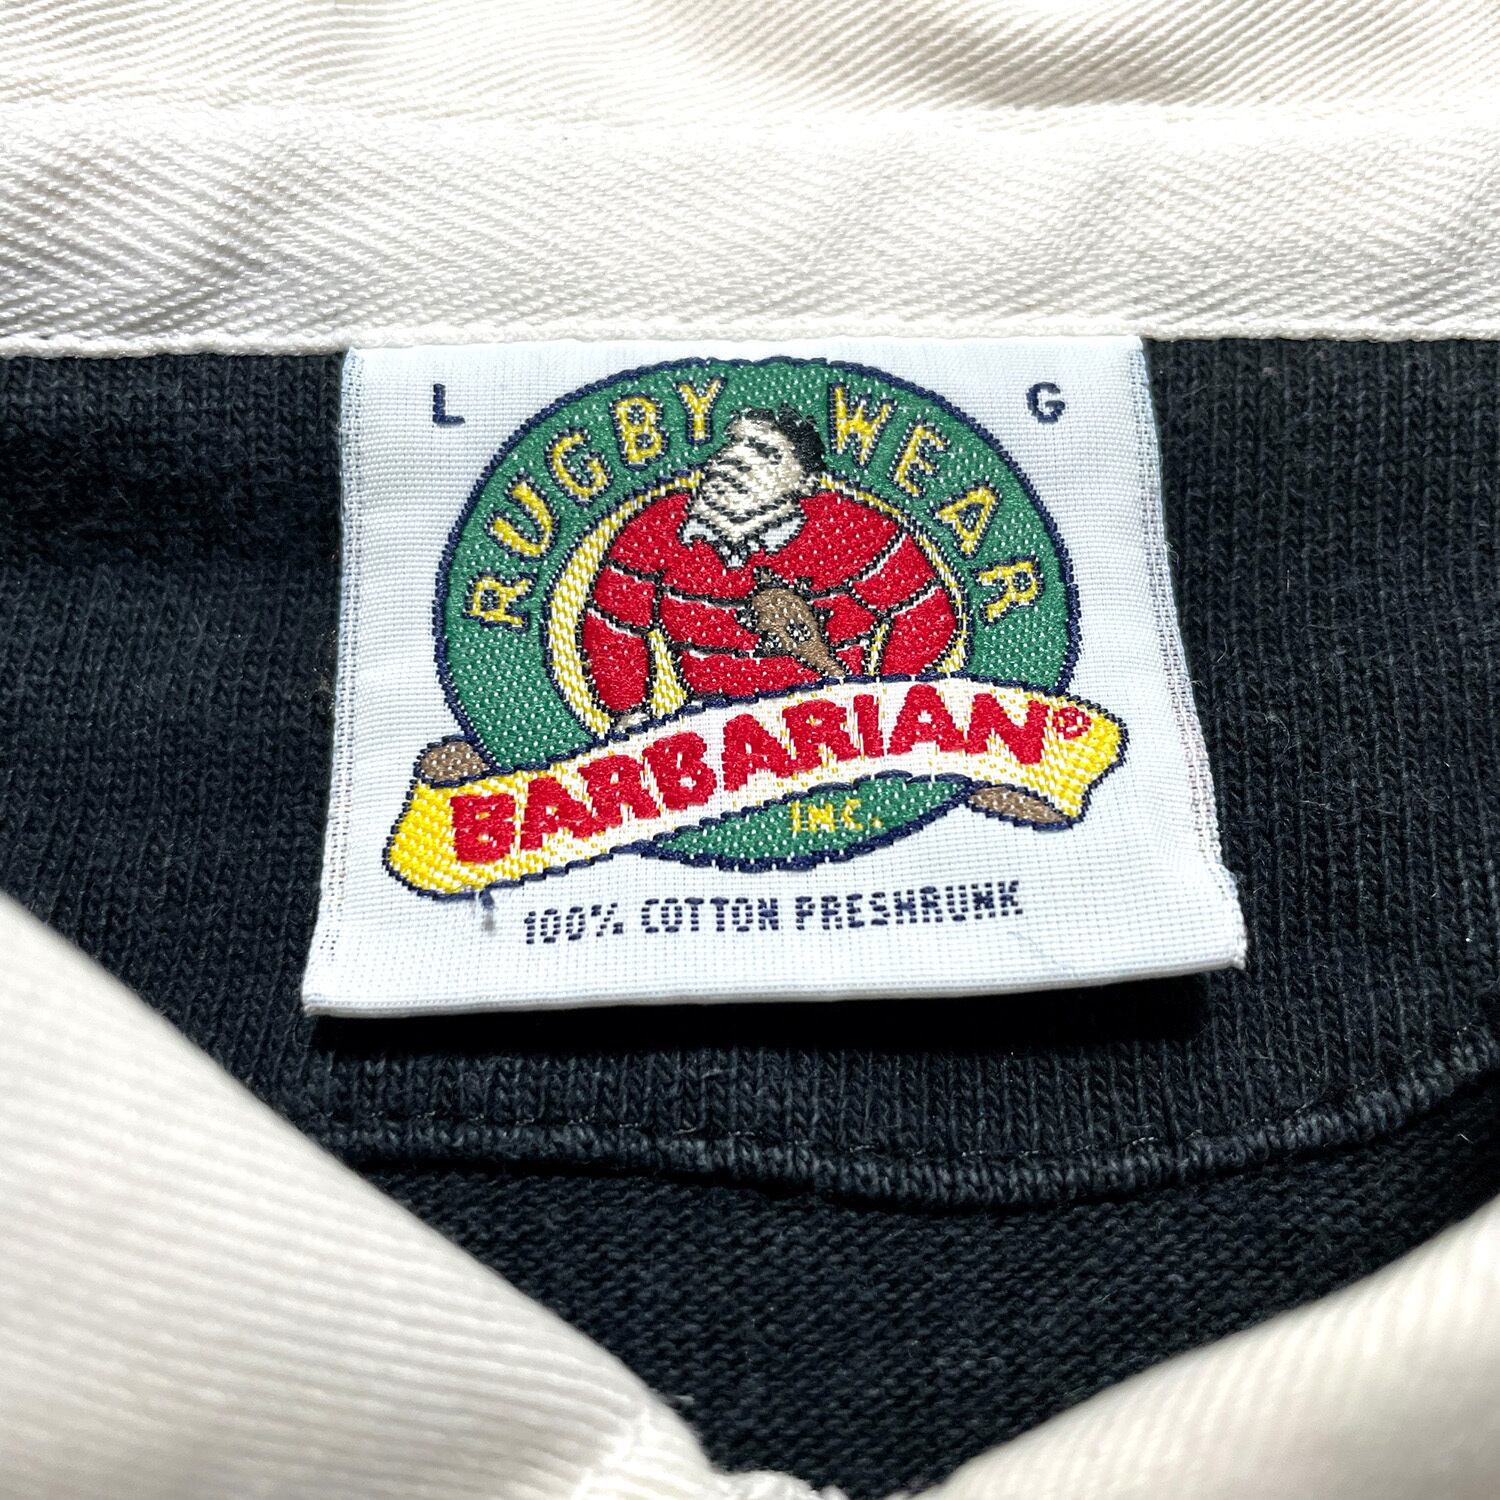 L G
RUGBY WEAR
BARBARIAN®
INC.
100% COTTON PRESHRUNK